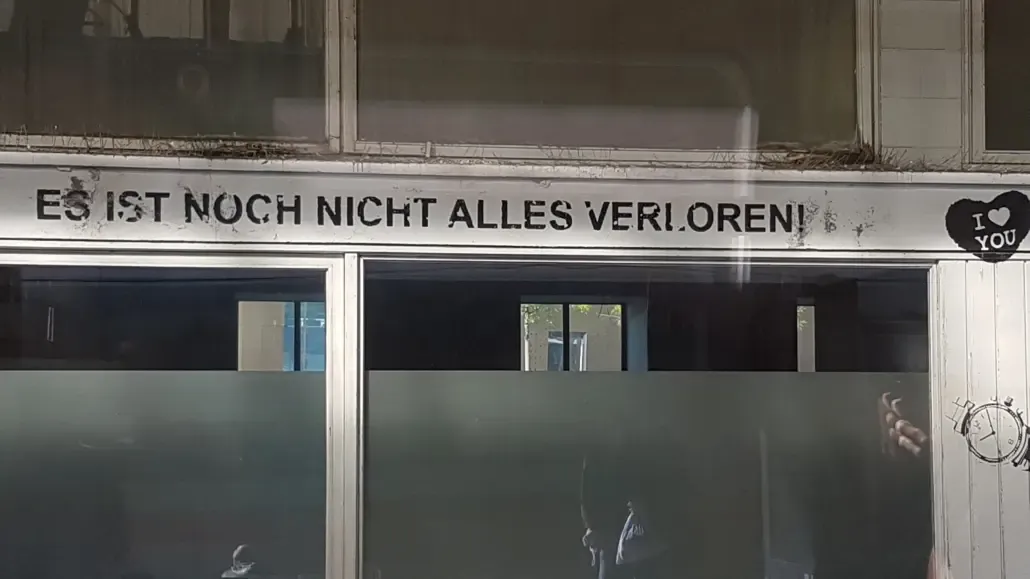 ES IST NOCH NICHT ALLES VERLOREN!
I
YOU